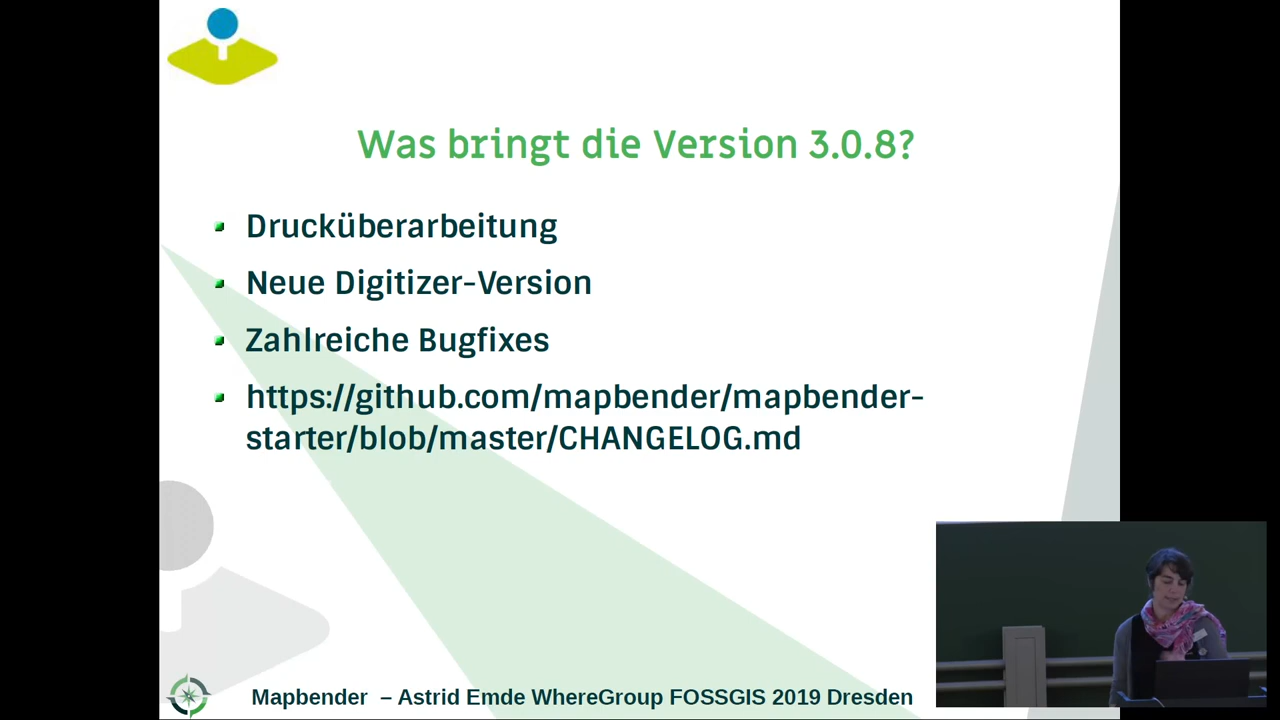 Was bringt die Version 3.0.8?
Drucküberarbeitung
Neue Digitizer-Version
Zahlreiche Bugfixes
https://github.com/mapbender/mapbender-
starter/blob/master/CHANGELOG.md
Mapbender – Astrid Emde WhereGroup FOSSGIS 2019 Dresden